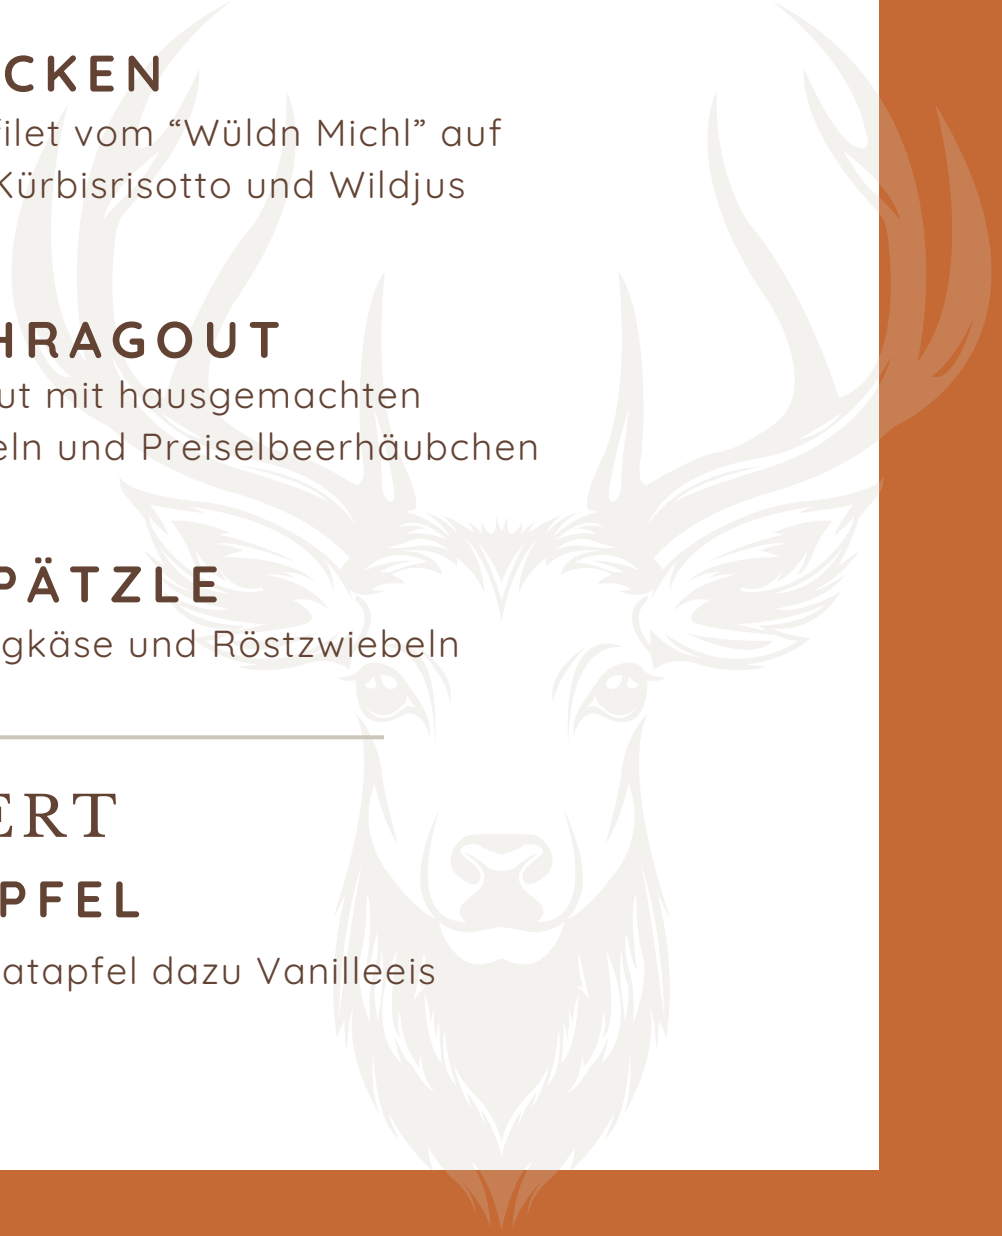 CKEN
filet vom “Wüldn Michl” auf
Kürbisrisotto und Wildjus
HRAGOUT
ut mit hausgemachten
eln und Preiselbeerhäubchen
PÄTZLE
gkäse und Röstzwiebeln
ERT
PFEL
atapfel dazu Vanilleeis